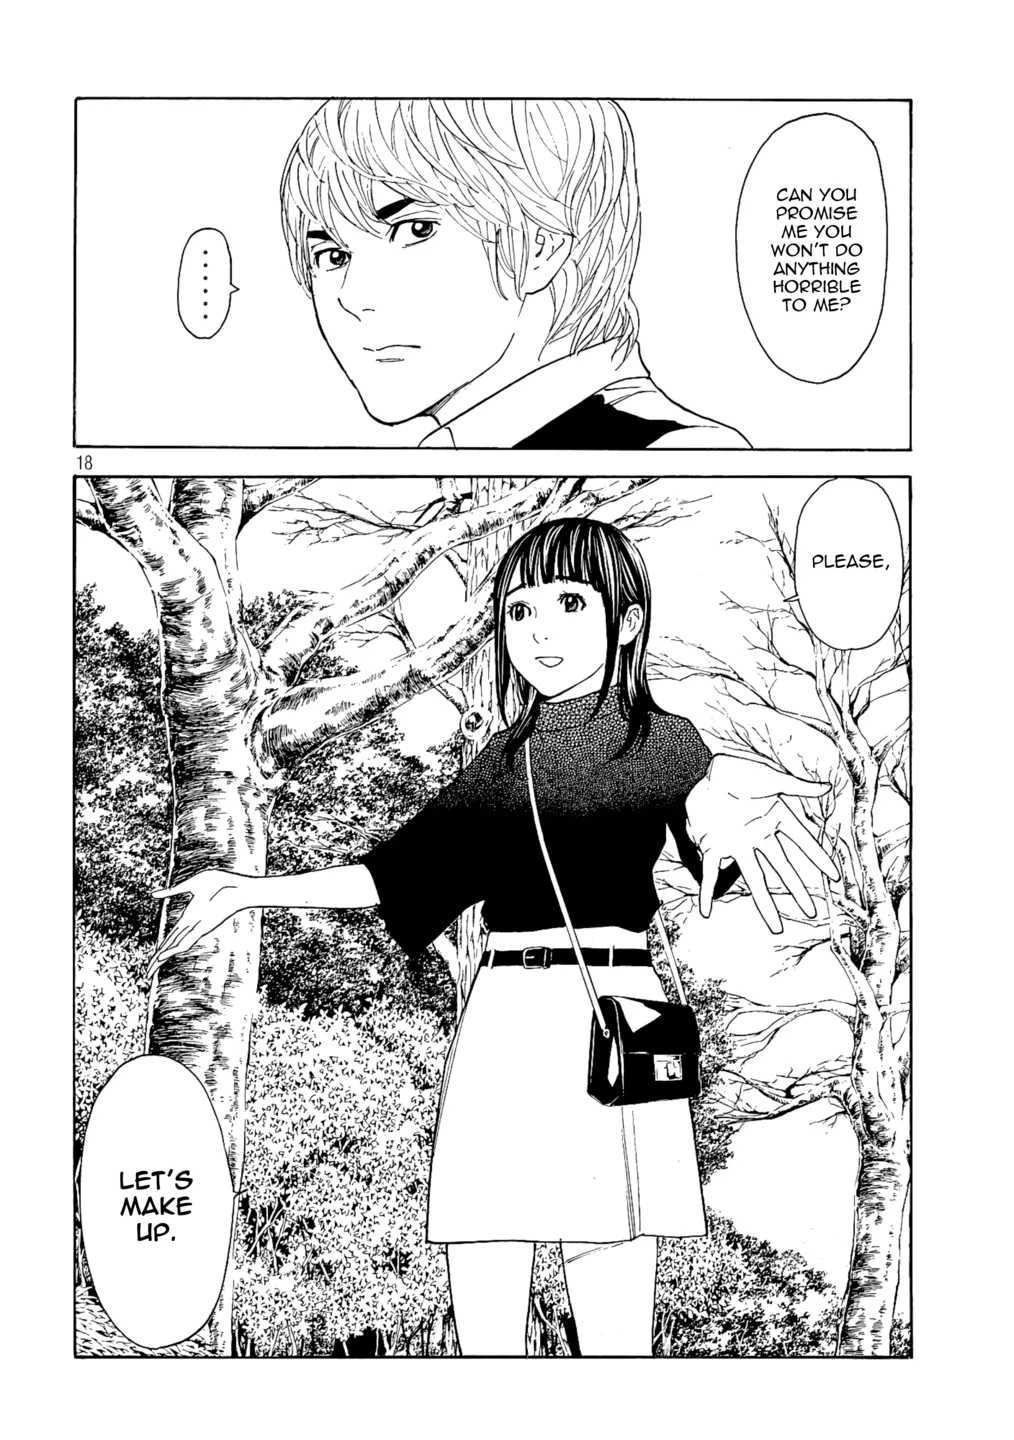 CAN YOU
PROMISE
ME YOU
WON'T DO
ANYTHING
HORRIBLE
TO ME?
......
18
PLEASE,
LET'S
MAKE
UP.